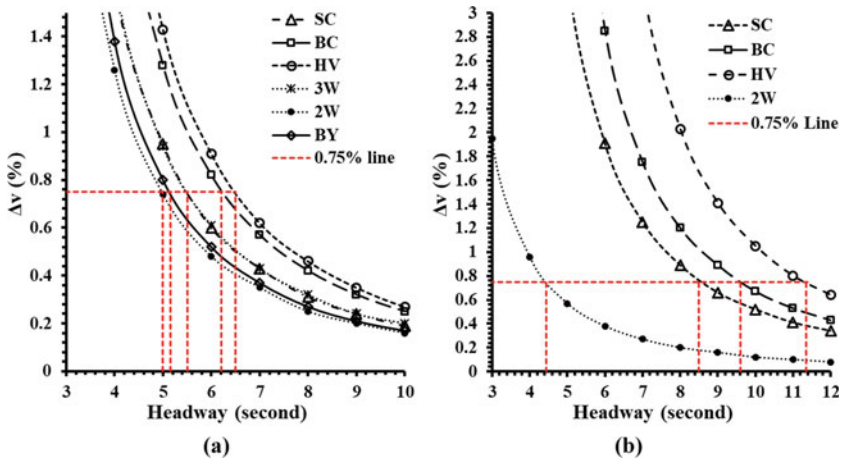 SC
BC
HV
3W
2W
BY
0.75% line
Δv (%)
1.4
1.2
1
0.8
0.6
0.4
0.2
0
3 4 5 6 7 8 9 10
Headway (second)
(a)
SC
BC
HV
2W
0.75% Line
Δv (%)
3
2.8
2.6
2.4
2.2
2
1.8
1.6
1.4
1.2
1
0.8
0.6
0.4
0.2
0
3 4 5 6 7 8 9 10 11 12
Headway (second)
(b)